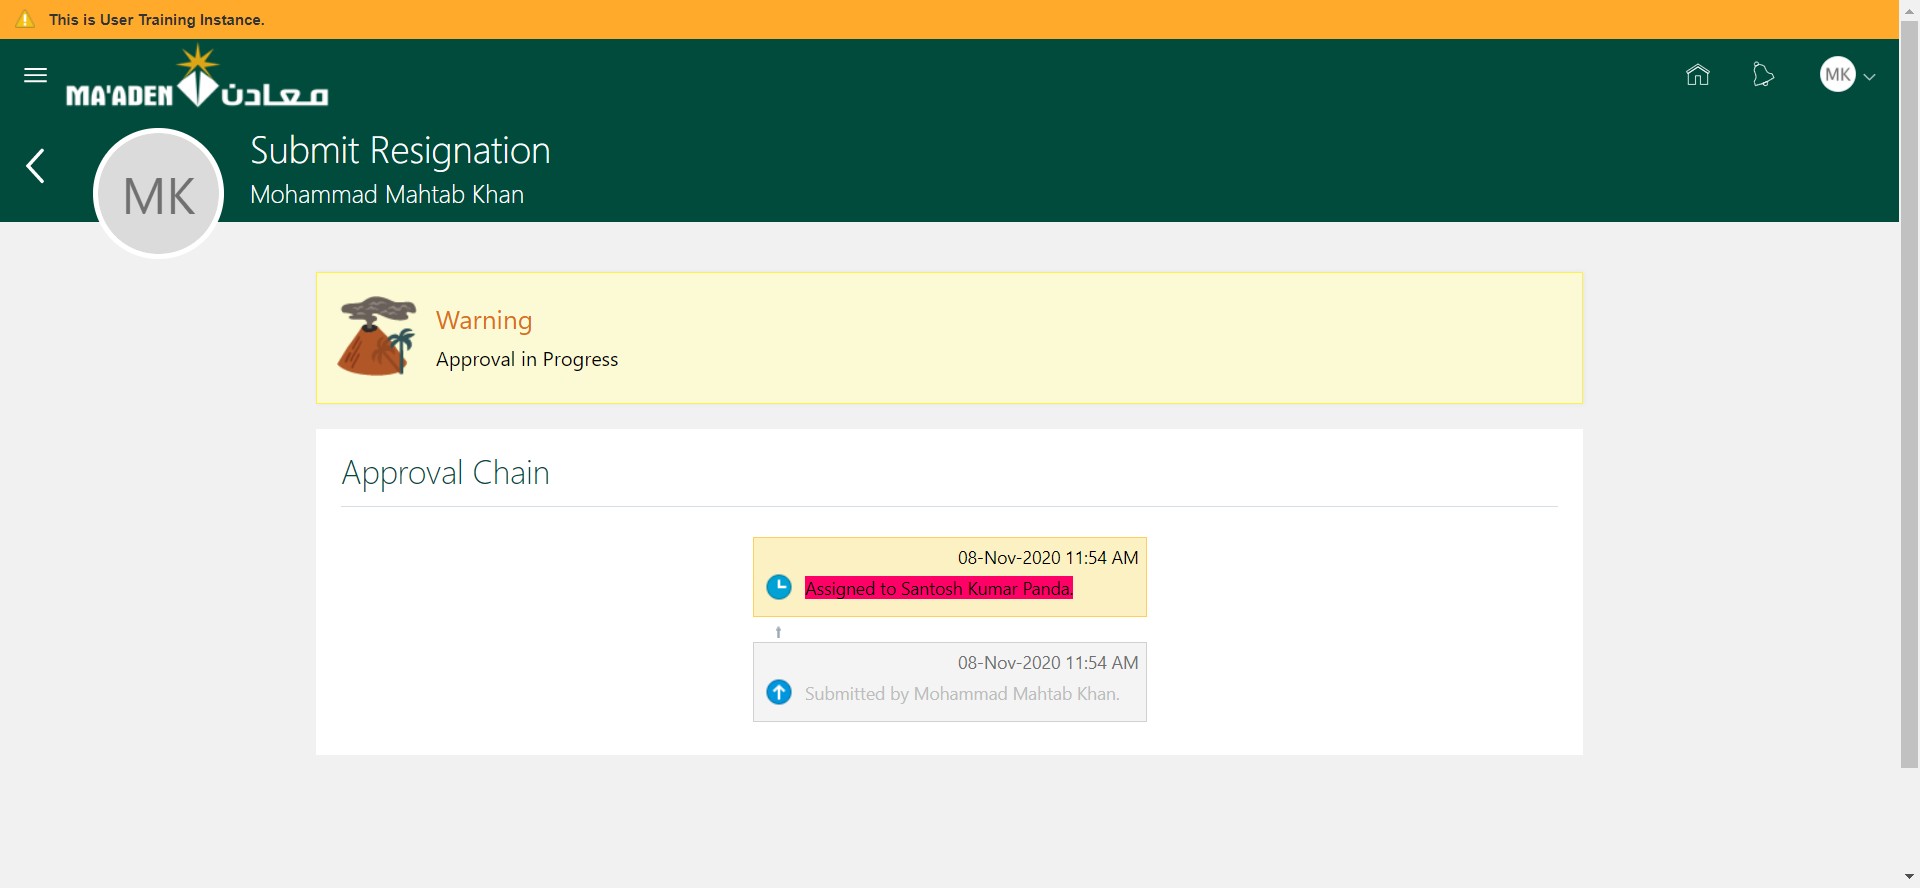 This is User Training Instance.
MA'ADEN معادن
MK
Submit Resignation
MK
Mohammad Mahtab Khan
Warning
Approval in Progress
Approval Chain
08-Nov-2020 11:54 AM
Assigned to Santosh Kumar Panda.
08-Nov-2020 11:54 AM
Submitted by Mohammad Mahtab Khan.